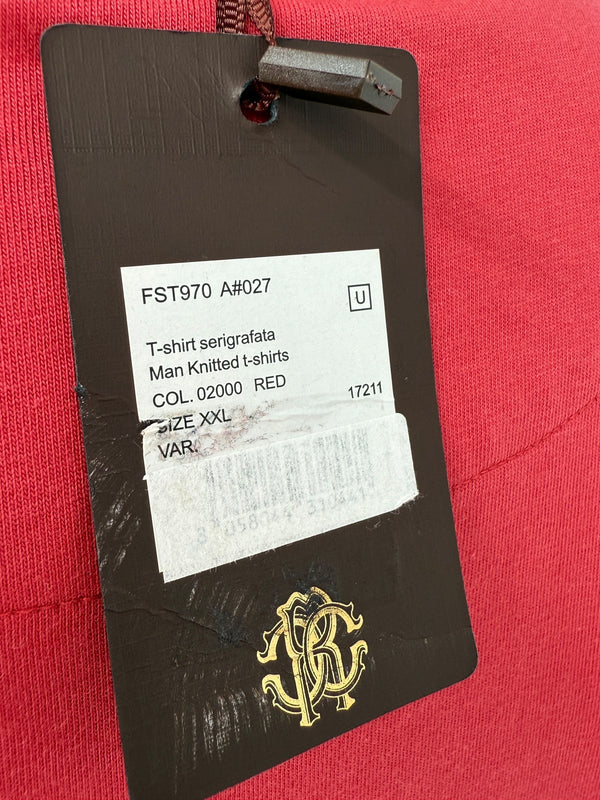 FST970 A#027
U
T-shirt serigrafata
Man Knitted t-shirts
COL. 02000 RED
17211
SIZE XXL
VAR.